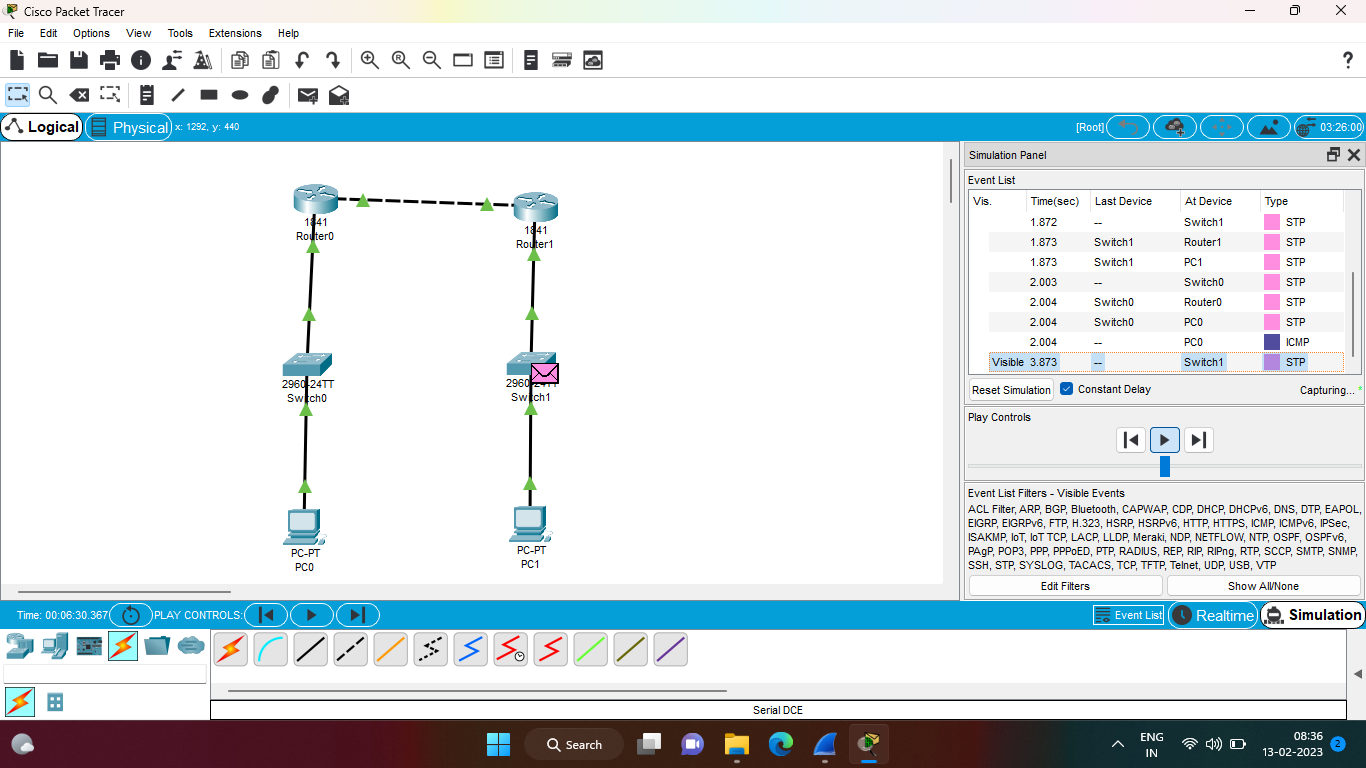 Cisco Packet Tracer
File Edit Options View Tools Extensions Help
?
Logical Physical x: 1292, y: 440 [Root] 03:26:00
1841
Router0
1841
Router1
2960-24TT
Switch0
2960-24TT
Switch1
PC-PT
PC0
PC-PT
PC1
Simulation Panel
Event List
Vis. Time(sec) Last Device At Device Type
1.872 -- Switch1 STP
1.873 Switch1 Router1 STP
1.873 Switch1 PC1 STP
2.003 -- Switch0 STP
2.004 Switch0 Router0 STP
2.004 Switch0 PC0 STP
2.004 -- PC0 ICMP
Visible 3.873 -- Switch1 STP
Reset Simulation Constant Delay Capturing... *
Play Controls
Event List Filters - Visible Events
ACL Filter, ARP, BGP, Bluetooth, CAPWAP, CDP, DHCP, DHCPv6, DNS, DTP, EAPOL,
EIGRP, EIGRPv6, FTP, H.323, HSRP, HSRPv6, HTTP, HTTPS, ICMP, ICMPv6, IPSec,
ISAKMP, IoT, IoT TCP, LACP, LLDP, Meraki, NDP, NETFLOW, NTP, OSPF, OSPFv6,
PAgP, POP3, PPP, PPPoED, PTP, RADIUS, REP, RIP, RIPng, RTP, SCCP, SMTP, SNMP,
SSH, STP, SYSLOG, TACACS, TCP, TFTP, Telnet, UDP, USB, VTP
Edit Filters Show All/None
Time: 00:06:30.367 PLAY CONTROLS: Event List Realtime Simulation
Serial DCE
Search
ENG
IN
08:36
13-02-2023
2